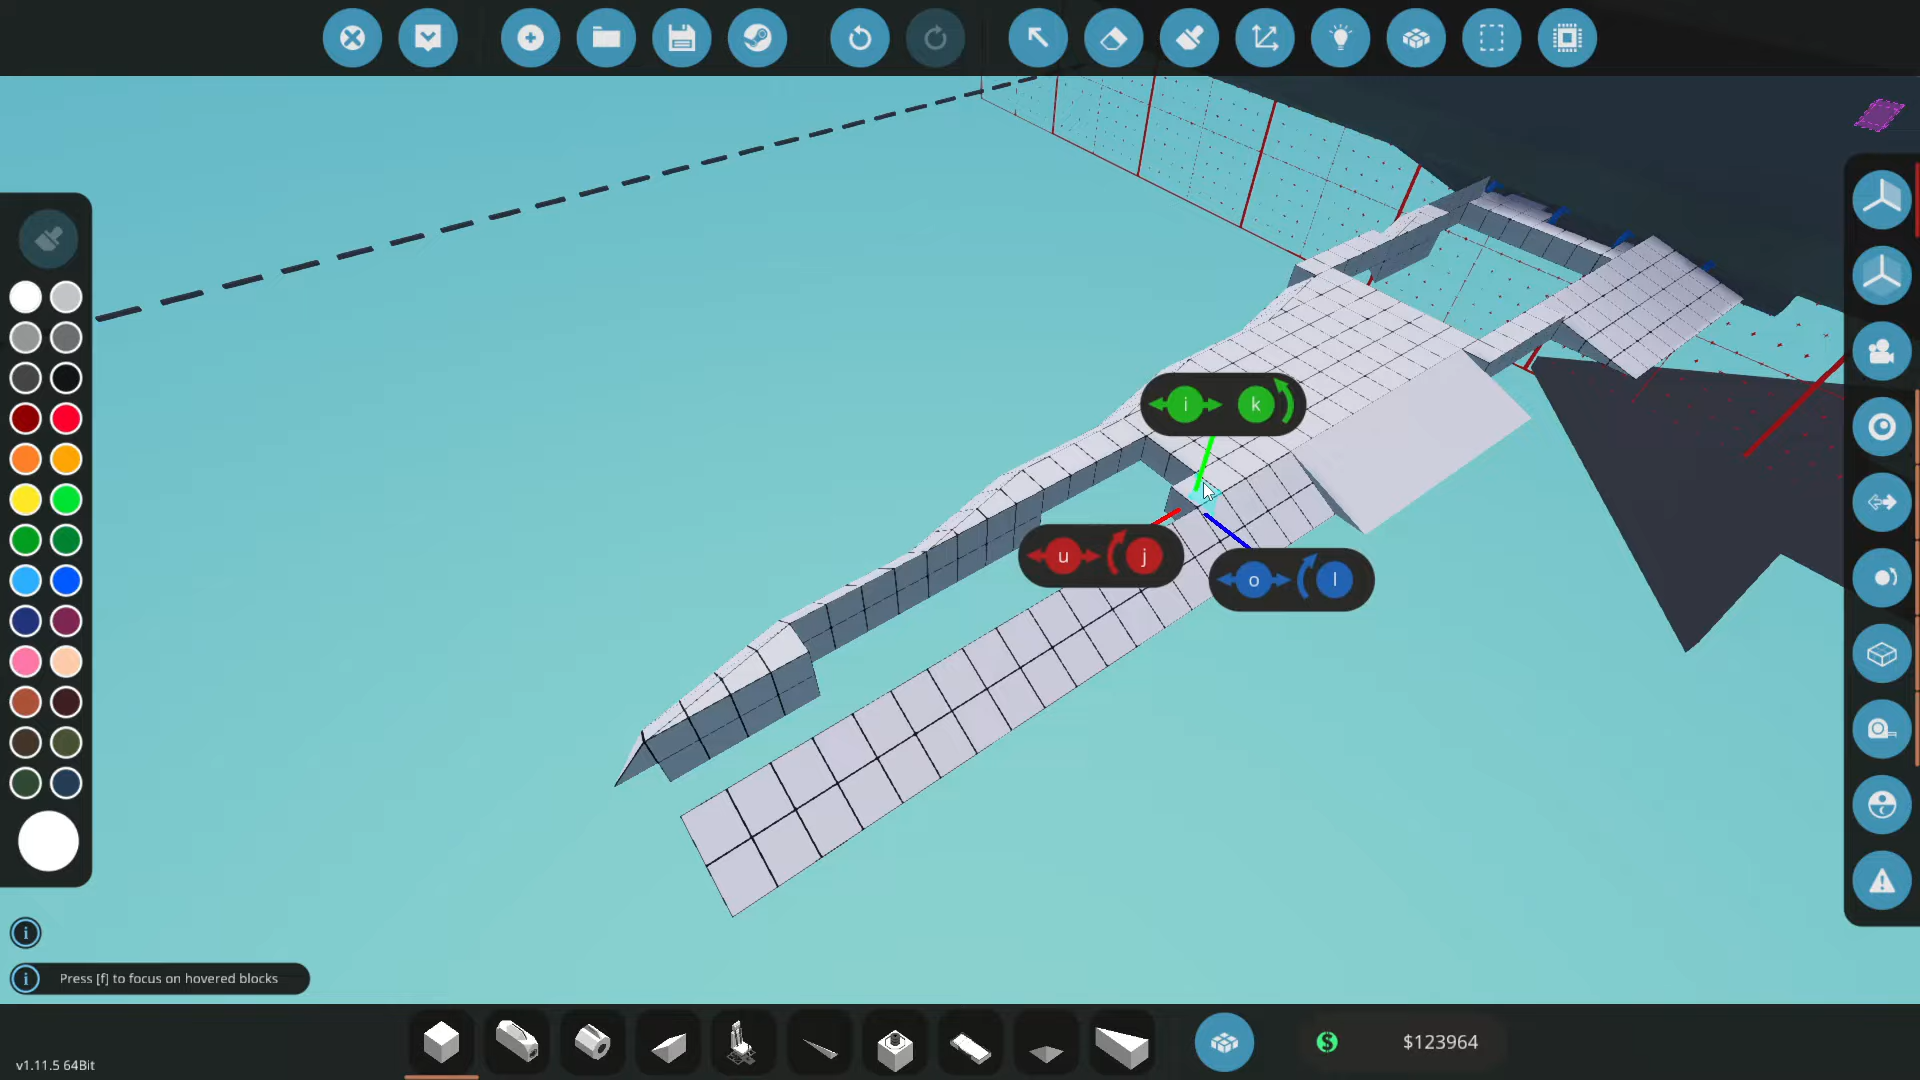 i k
u j
o l
Press [f] to focus on hovered blocks
$ $123964
v1.11.5 64Bit